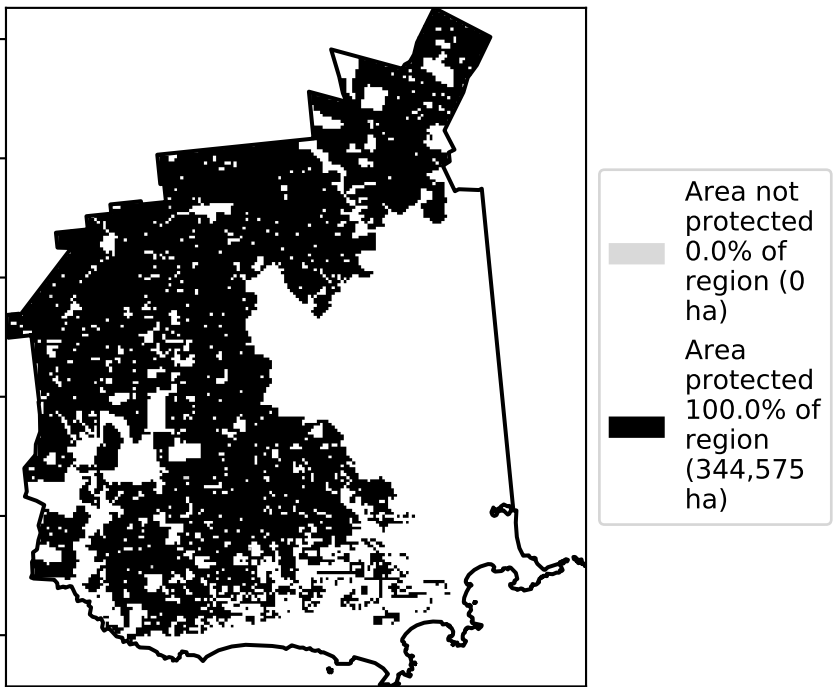 Area not
protected
0.0% of
region (0
ha)
Area
protected
100.0% of
region
(344,575
ha)